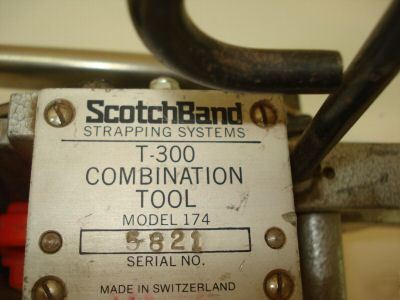 ScotchBand
STRAPPING SYSTEMS
T-300
COMBINATION
TOOL
MODEL 174
5821
SERIAL NO.
MADE IN SWITZERLAND